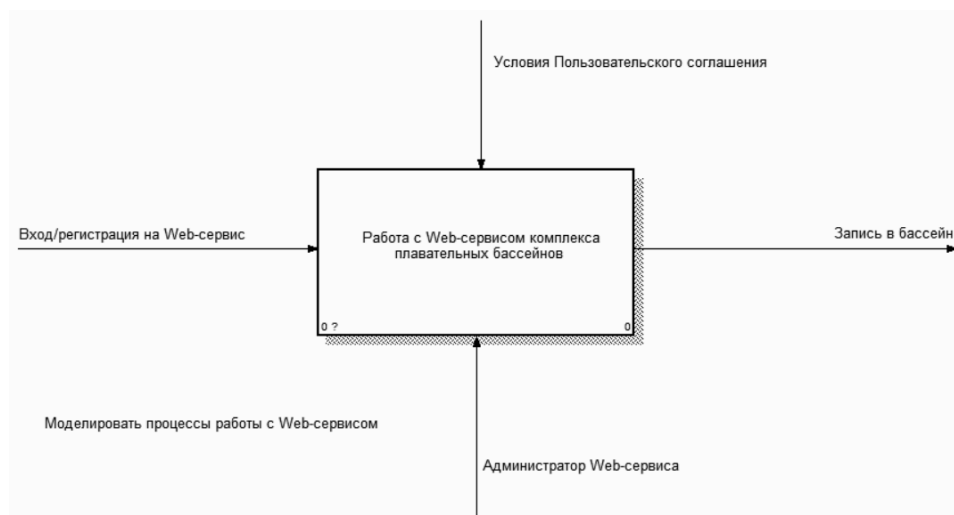 Условия Пользовательского соглашения
Вход/регистрация на Web-сервис
Работа с Web-сервисом комплекса
плавательных бассейнов
Запись в бассейн
0 ?
0
Моделировать процессы работы с Web-сервисом
Администратор Web-сервиса